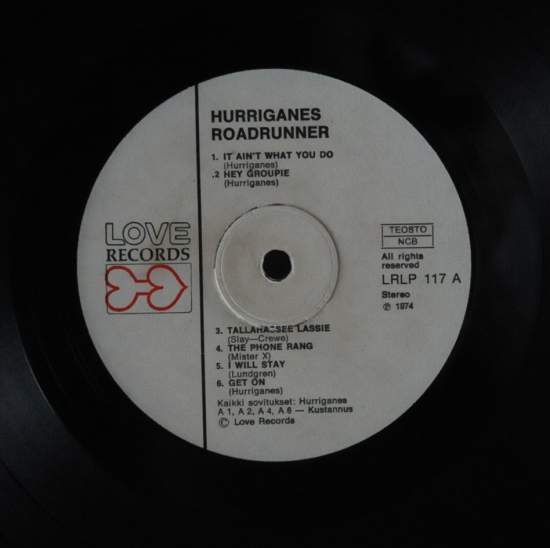 HURRIGANES
ROADRUNNER
1. IT AIN'T WHAT YOU DO
(Hurriganes)
.2 HEY GROUPIE
(Hurriganes)
LOVE
RECORDS
TEOSTO
NCB
All rights
reserved
LRLP 117 A
Stereo
℗ 1974
3. TALLAHASSEE LASSIE
(Slay—Crewe)
4. THE PHONE RANG
(Mister X)
5. I WILL STAY
(Lundgren)
6. GET ON
(Hurriganes)
Kaikki sovitukset: Hurriganes
A 1, A 2, A 4, A 6 — Kustannus
© Love Records